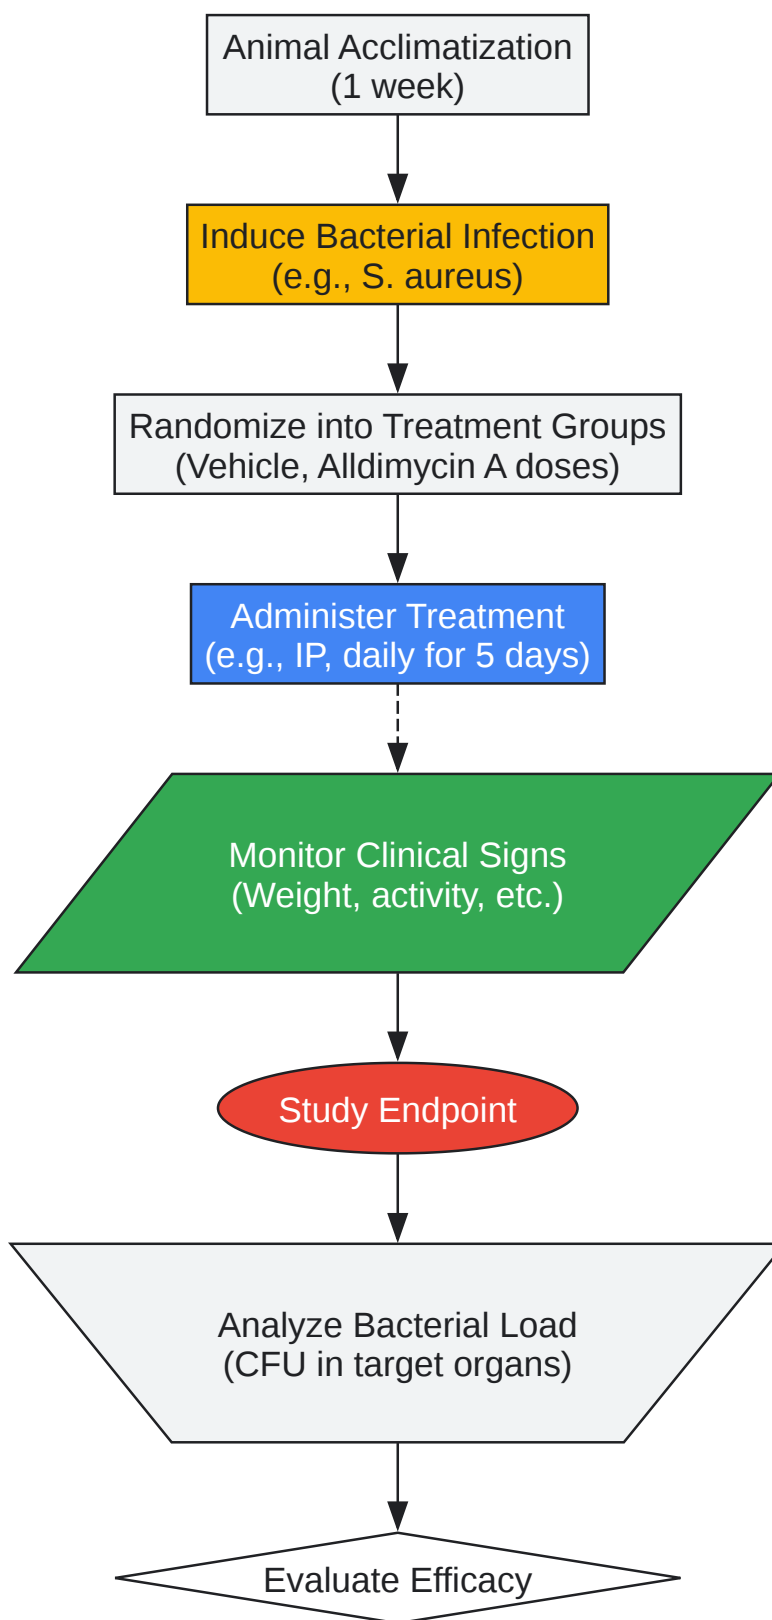 Animal Acclimatization
(1 week)
Induce Bacterial Infection
(e.g., S. aureus)
Randomize into Treatment Groups
(Vehicle, Alldimycin A doses)
Administer Treatment
(e.g., IP, daily for 5 days)
Monitor Clinical Signs
(Weight, activity, etc.)
Study Endpoint
Analyze Bacterial Load
(CFU in target organs)
Evaluate Efficacy